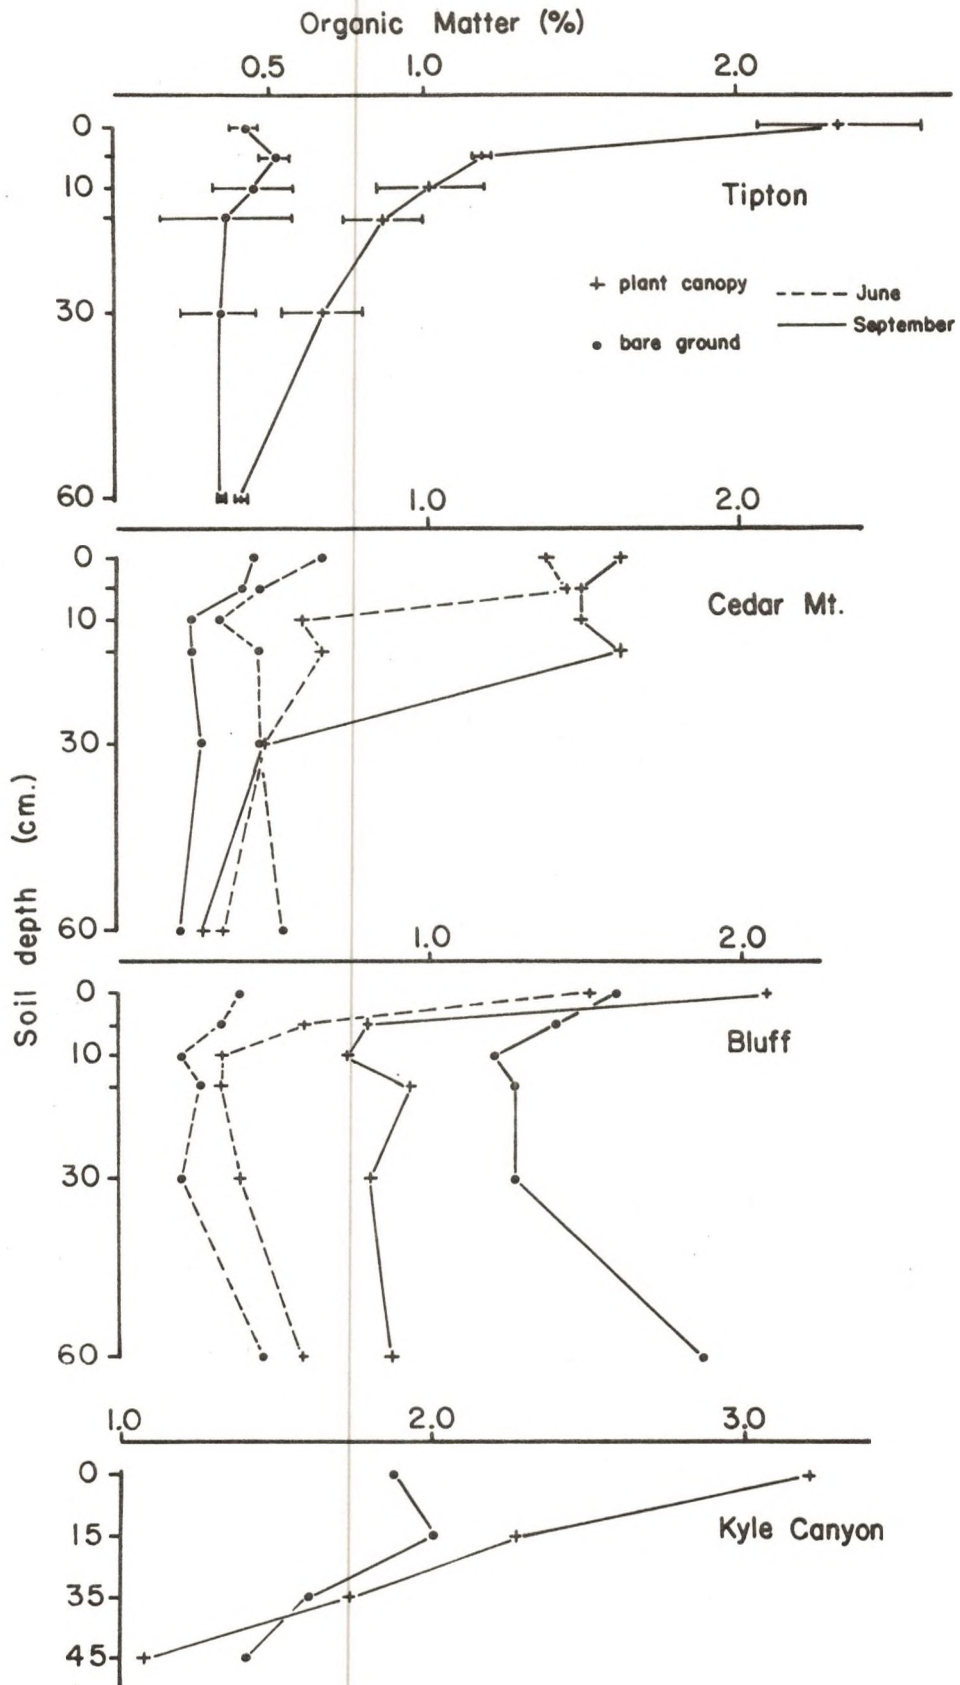 Organic Matter (%)
0.5 1.0 2.0
0
10
Tipton
+ plant canopy
June
30
September
• bare ground
60
1.0 2.0
0
Cedar Mt.
10
30
Soil depth (cm.)
60
1.0 2.0
0
Bluff
10
30
60
1.0 2.0 3.0
0
Kyle Canyon
15
35
45